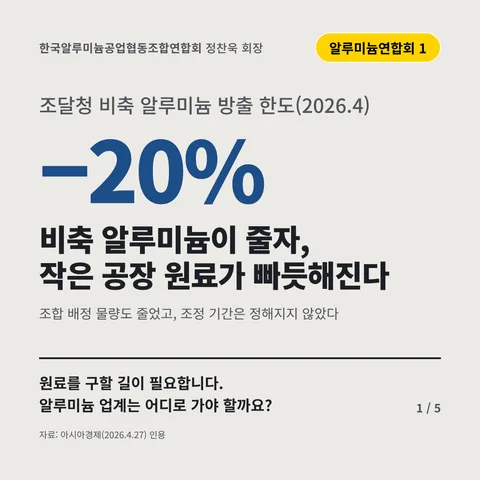 한국알루미늄공업협동조합연합회 정찬욱 회장
알루미늄연합회 1
조달청 비축 알루미늄 방출 한도(2026.4)
−20%
비축 알루미늄이 줄자,
작은 공장 원료가 빠듯해진다
조합 배정 물량도 줄었고, 조정 기간은 정해지지 않았다
원료를 구할 길이 필요합니다.
알루미늄 업계는 어디로 가야 할까요?
1 / 5
자료: 아시아경제(2026.4.27) 인용